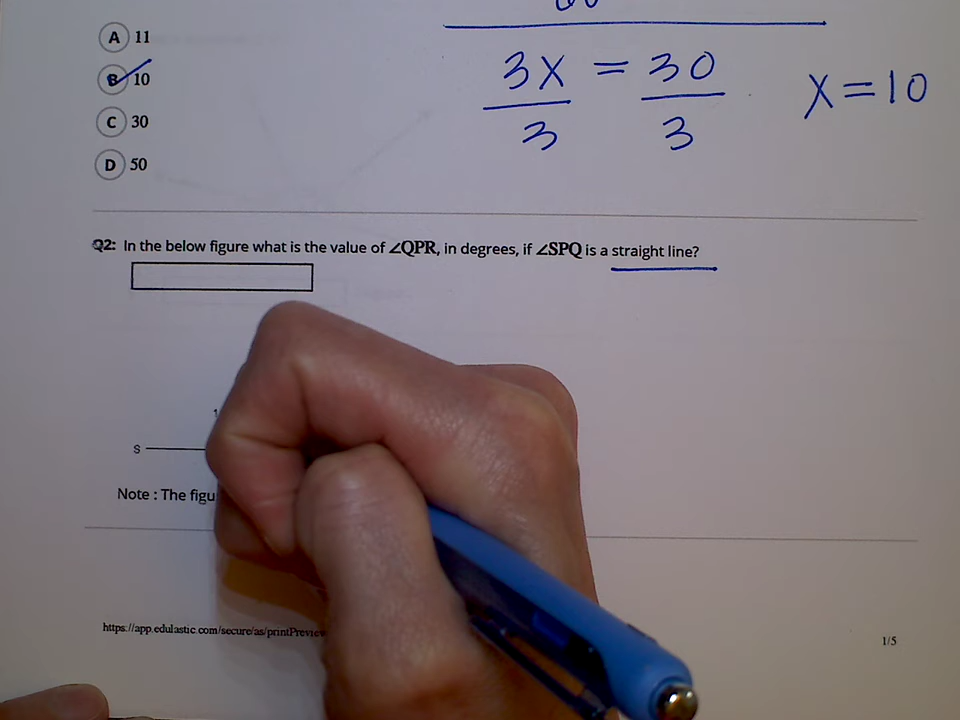 A 11
B 10
C 30
D 50
3x = 30
3 3
x = 10
Q2: In the below figure what is the value of ∠QPR, in degrees, if ∠SPQ is a straight line?
S
Note : The figu
https://app.edulastic.com/secure/as/printPreview
1/5